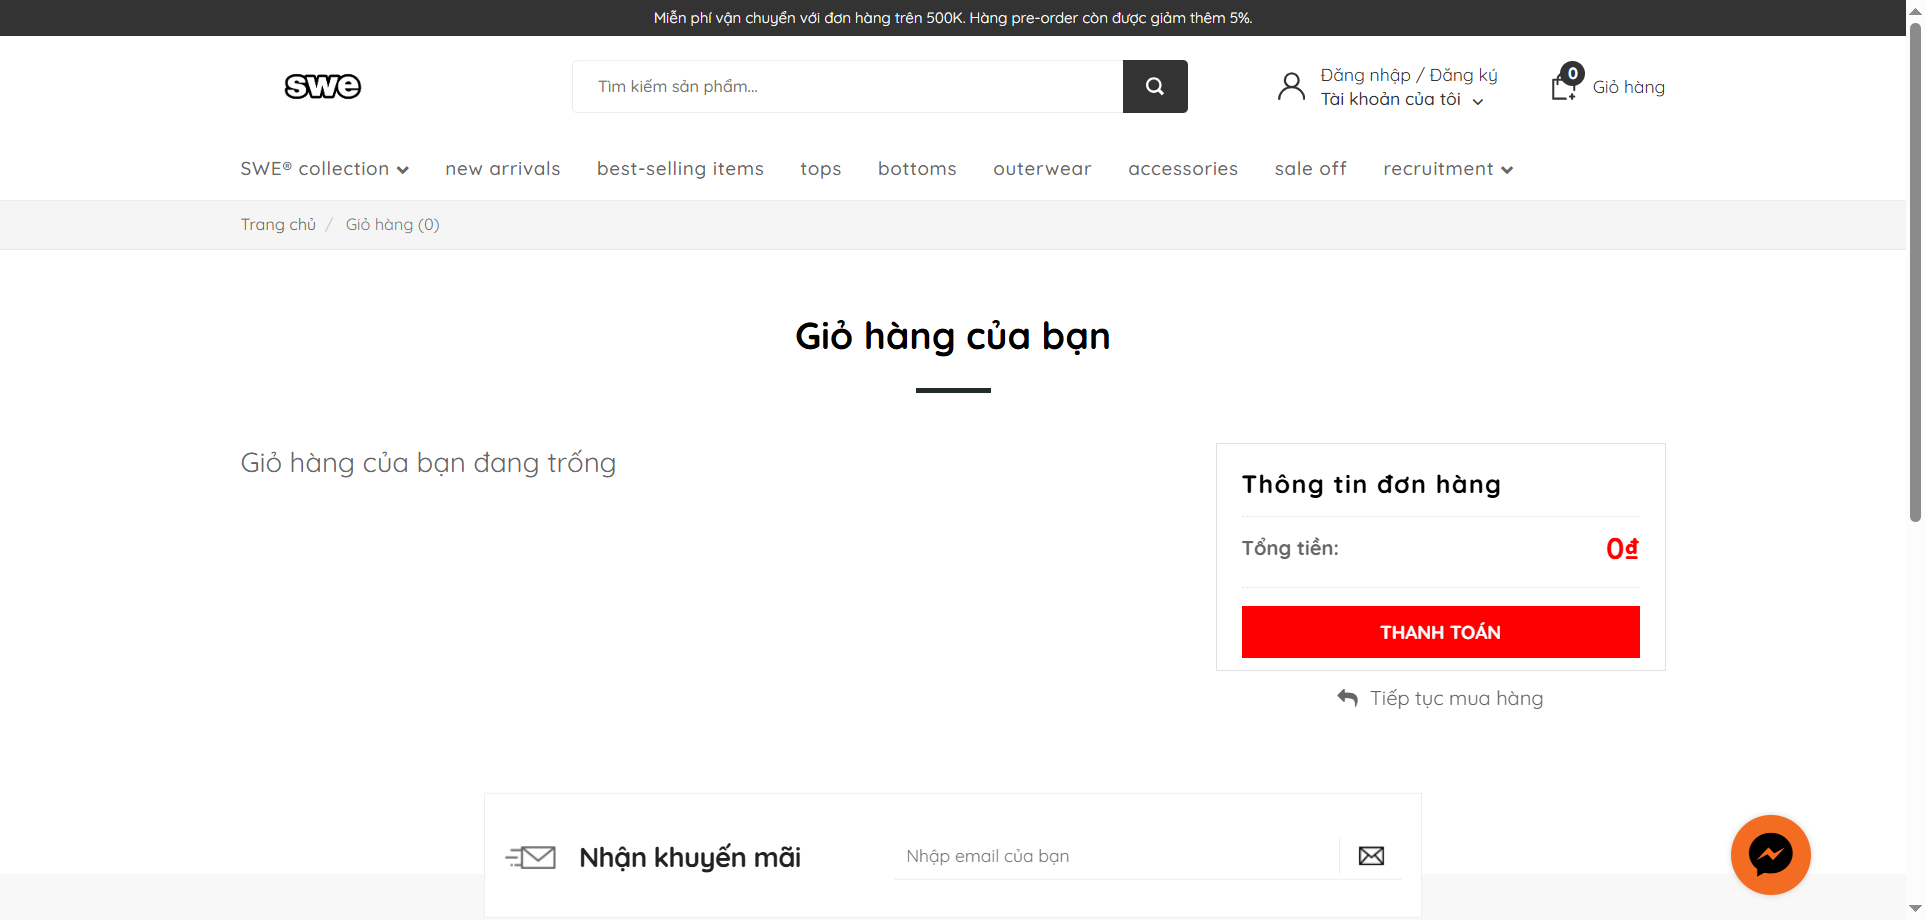 Miễn phí vận chuyển với đơn hàng trên 500K. Hàng pre-order còn được giảm thêm 5%.
swe
Tìm kiếm sản phẩm...
Đăng nhập / Đăng ký
Tài khoản của tôi
0
Giỏ hàng
SWE® collection new arrivals best-selling items tops bottoms outerwear accessories sale off recruitment
Trang chủ / Giỏ hàng (0)
Giỏ hàng của bạn
Giỏ hàng của bạn đang trống
Thông tin đơn hàng
Tổng tiền: 0₫
THANH TOÁN
Tiếp tục mua hàng
Nhận khuyến mãi
Nhập email của bạn